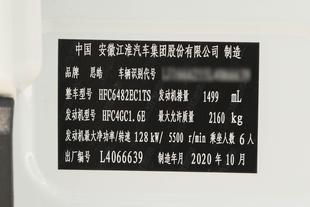 中国 安徽江淮汽车集团股份有限公司 制造
品牌 思皓 车辆识别代号
整车型号 HFC6482EC1TS 发动机排量 1499 mL
发动机型号 HFC4GC1.6E 最大允许质量 2160 kg
发动机最大净功率/转速 128 kW/ 5500 r/min 乘坐人数 6 人
出厂编号 L4066639 制造年月 2020 年 10 月